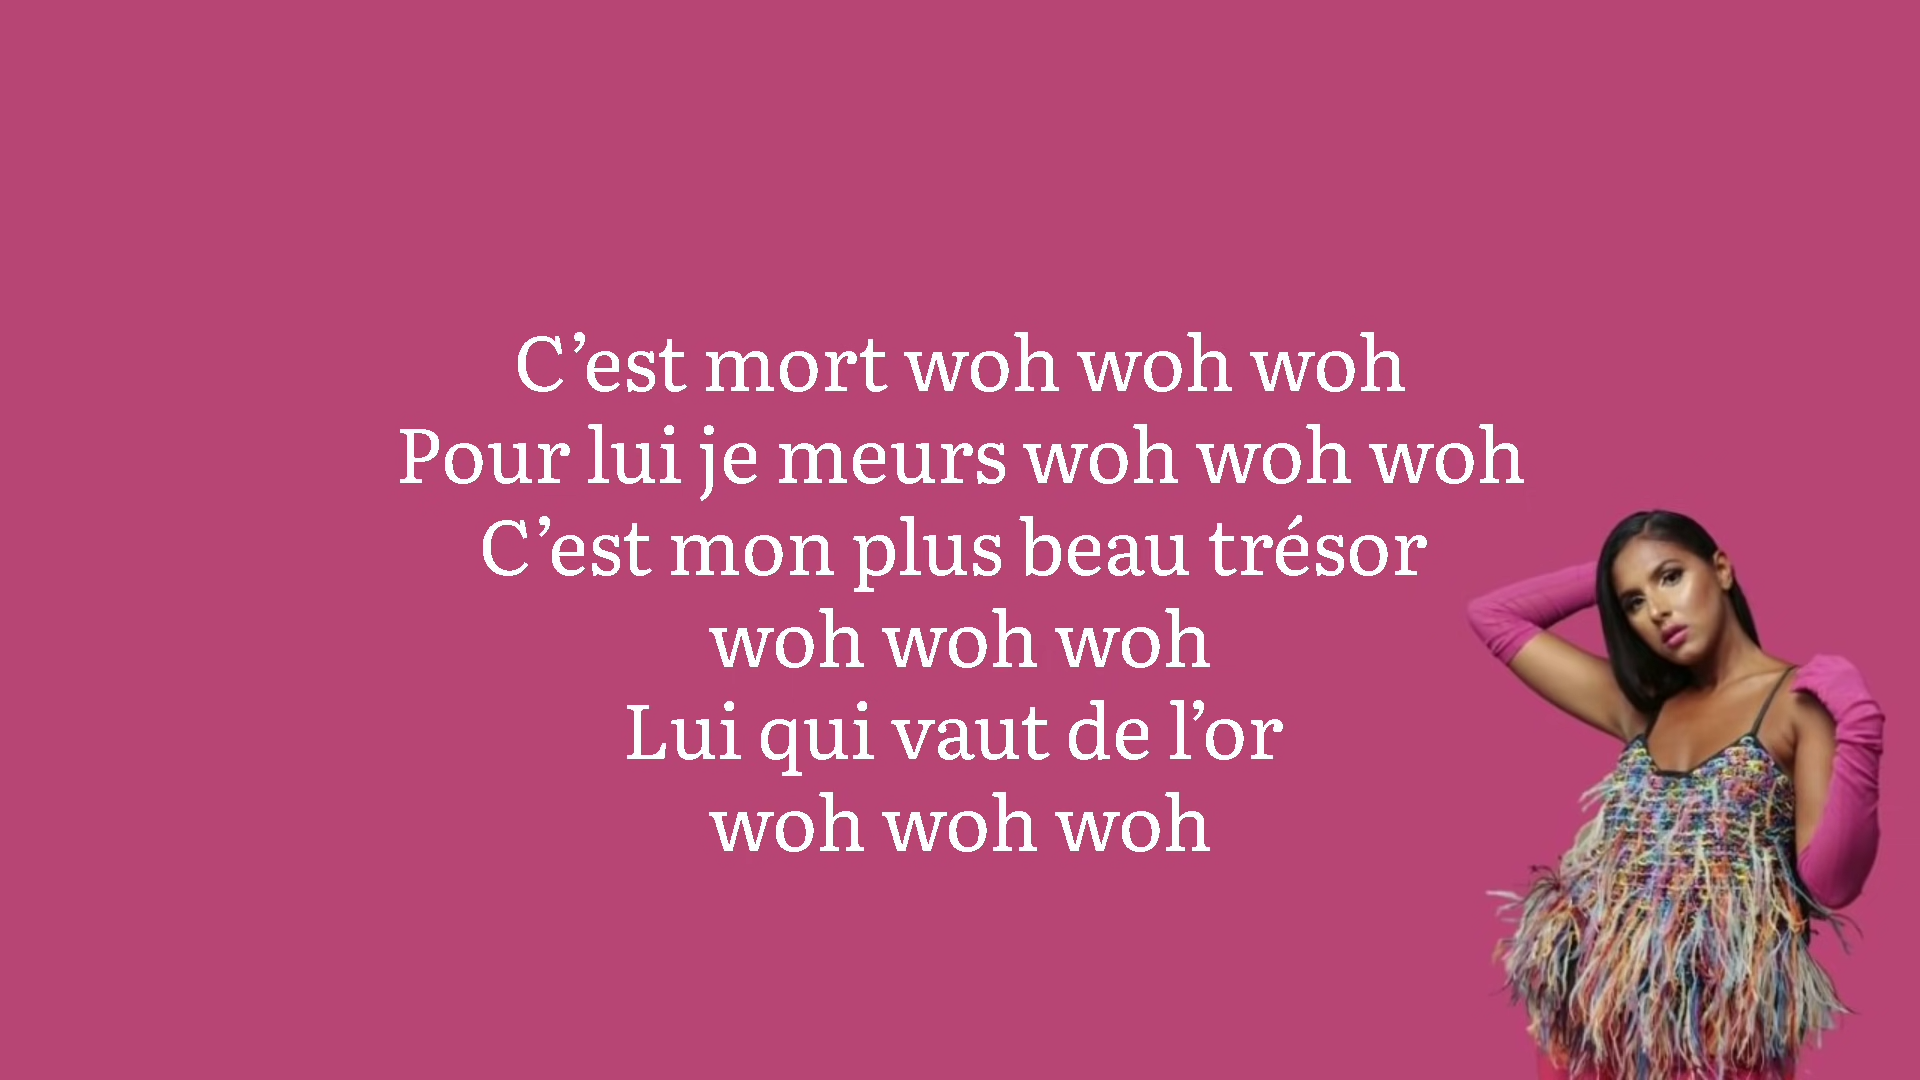 C’est mort woh woh woh
Pour lui je meurs woh woh woh
C’est mon plus beau trésor
woh woh woh
Lui qui vaut de l’or
woh woh woh